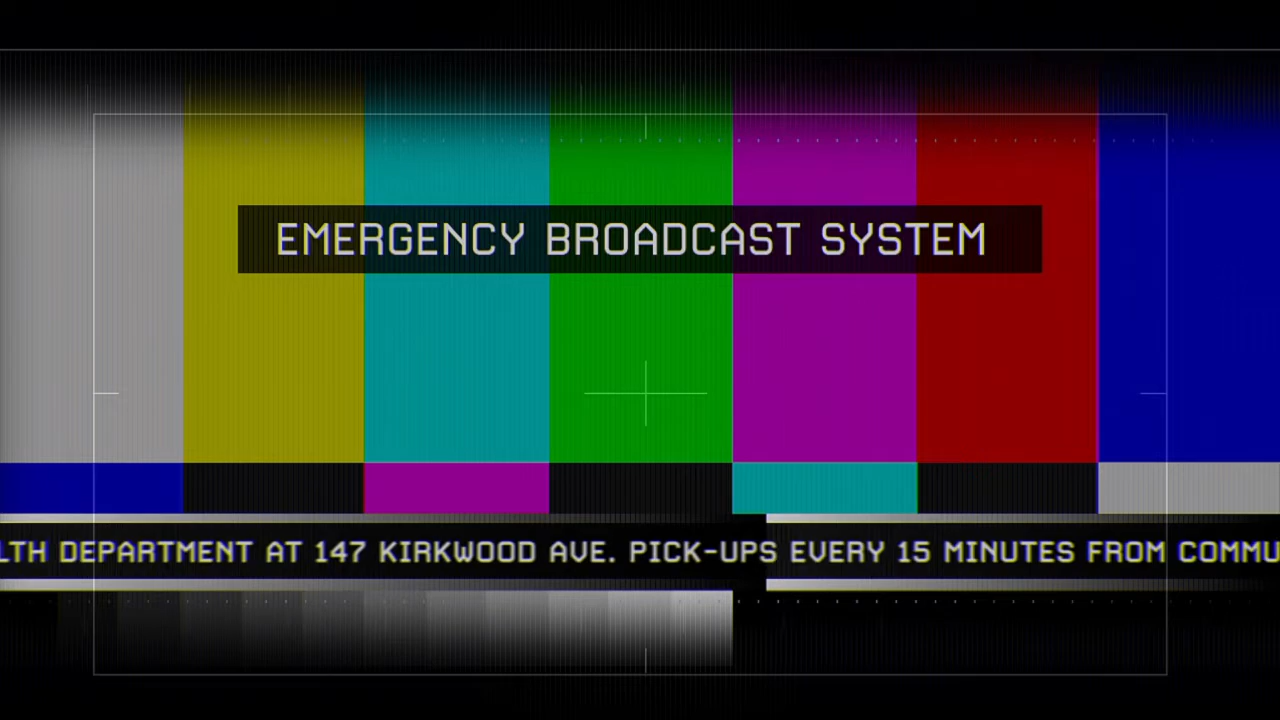 EMERGENCY BROADCAST SYSTEM
LTH DEPARTMENT AT 147 KIRKWOOD AVE. PICK-UPS EVERY 15 MINUTES FROM COMMU